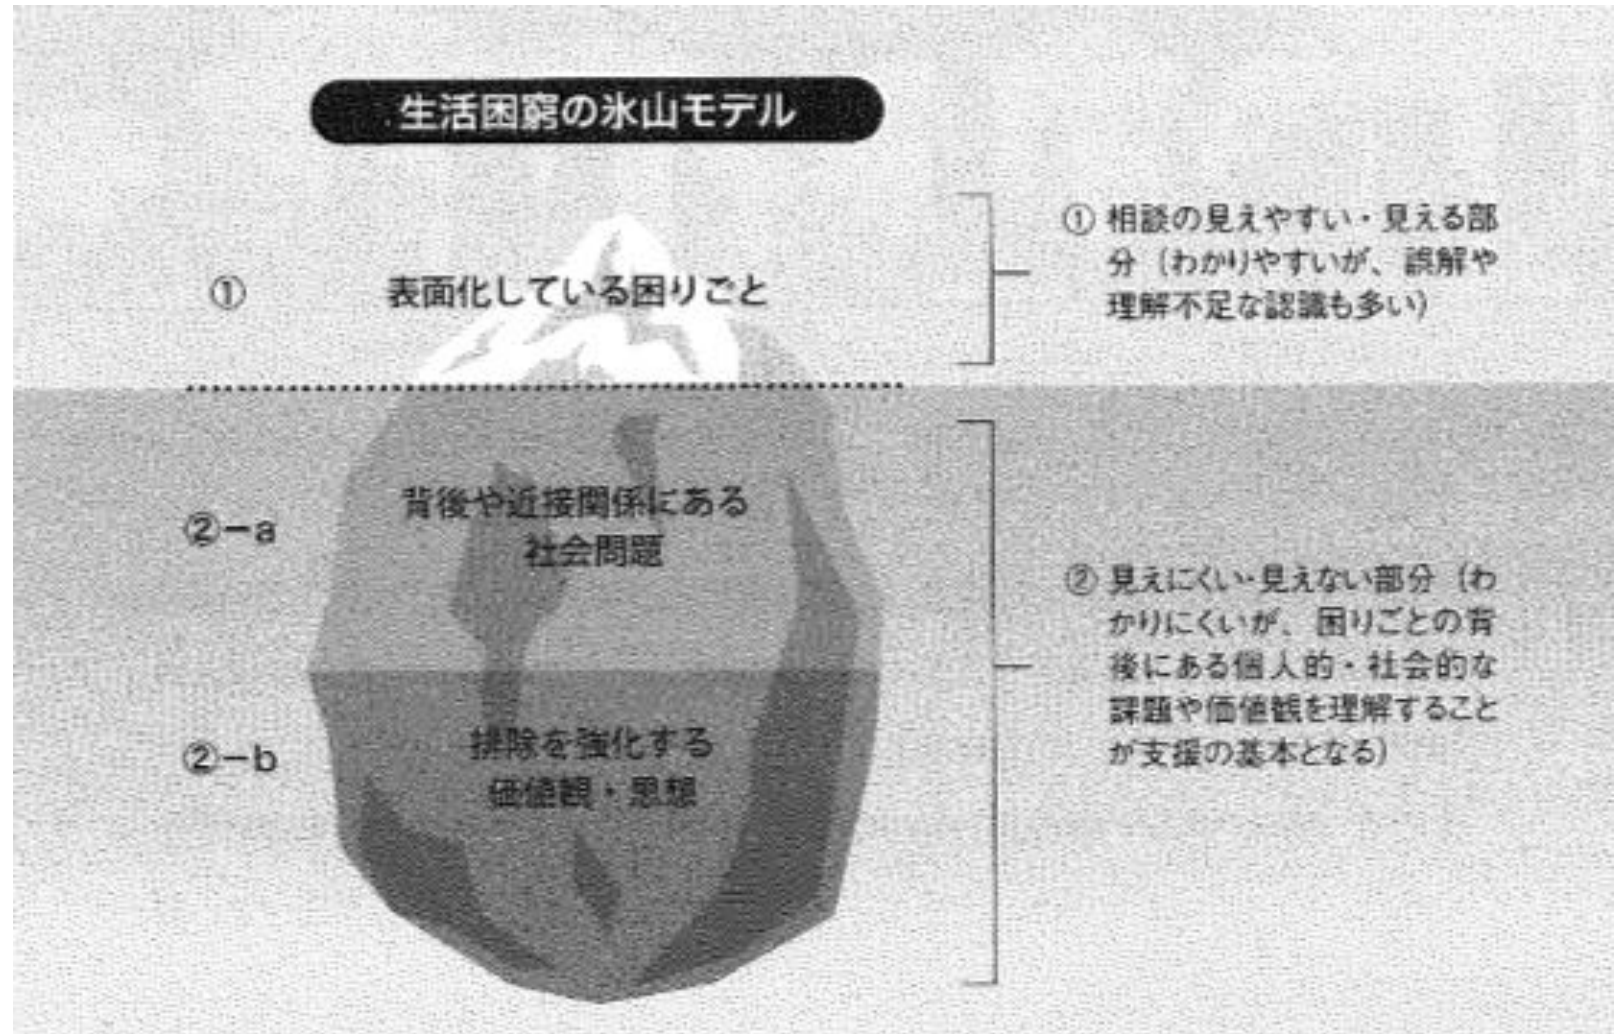 生活困窮の氷山モデル
①
表面化している困りごと
① 相談の見えやすい・見える部
分（わかりやすいが、誤解や
理解不足な認識も多い）
②−a
背後や近接関係にある
社会問題
②−b
排除を強化する
価値観・思想
② 見えにくい・見えない部分（わ
かりにくいが、困りごとの背
後にある個人的・社会的な
課題や価値観を理解すること
が支援の基本となる）